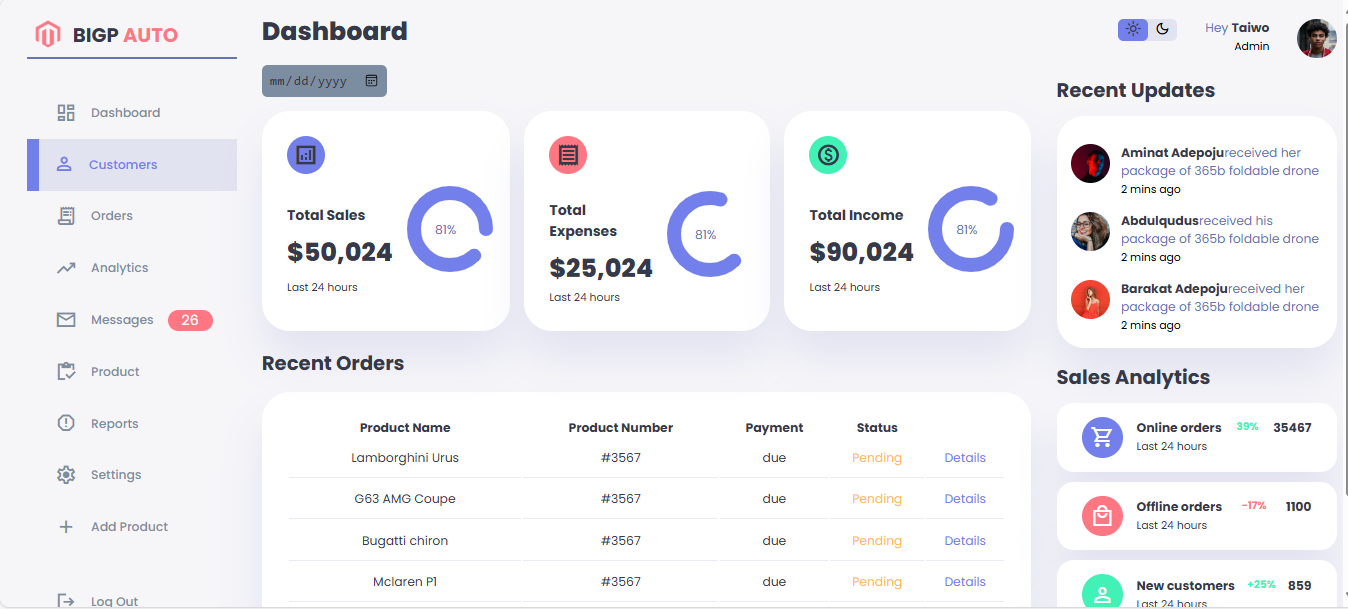 BIGP AUTO
Dashboard
Customers
Orders
Analytics
Messages 26
Product
Reports
Settings
Add Product
Log Out
Dashboard
mm/dd/yyyy
Total Sales
$50,024
Last 24 hours
81%
Total
Expenses
$25,024
Last 24 hours
81%
Total Income
$90,024
Last 24 hours
81%
Recent Orders
Product Name Product Number Payment Status
Lamborghini Urus #3567 due Pending Details
G63 AMG Coupe #3567 due Pending Details
Bugatti chiron #3567 due Pending Details
Mclaren P1 #3567 due Pending Details
Hey Taiwo
Admin
Recent Updates
Aminat Adepojureceived her
package of 365b foldable drone
2 mins ago
Abdulqudusreceived his
package of 365b foldable drone
2 mins ago
Barakat Adepojureceived her
package of 365b foldable drone
2 mins ago
Sales Analytics
Online orders 39% 35467
Last 24 hours
Offline orders -17% 1100
Last 24 hours
New customers +25% 859
Last 24 hours